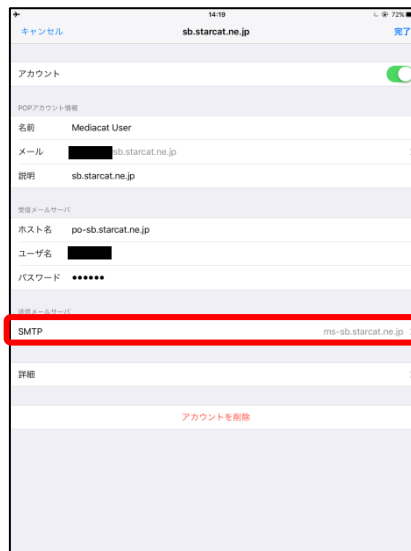 14:19 72%
キャンセル sb.starcat.ne.jp 完了
アカウント
POPアカウント情報
名前 Mediacat User
メール sb.starcat.ne.jp
説明 sb.starcat.ne.jp
受信メールサーバ
ホスト名 po-sb.starcat.ne.jp
ユーザ名
パスワード ●●●●●●
送信メールサーバ
SMTP ms-sb.starcat.ne.jp
詳細
アカウントを削除